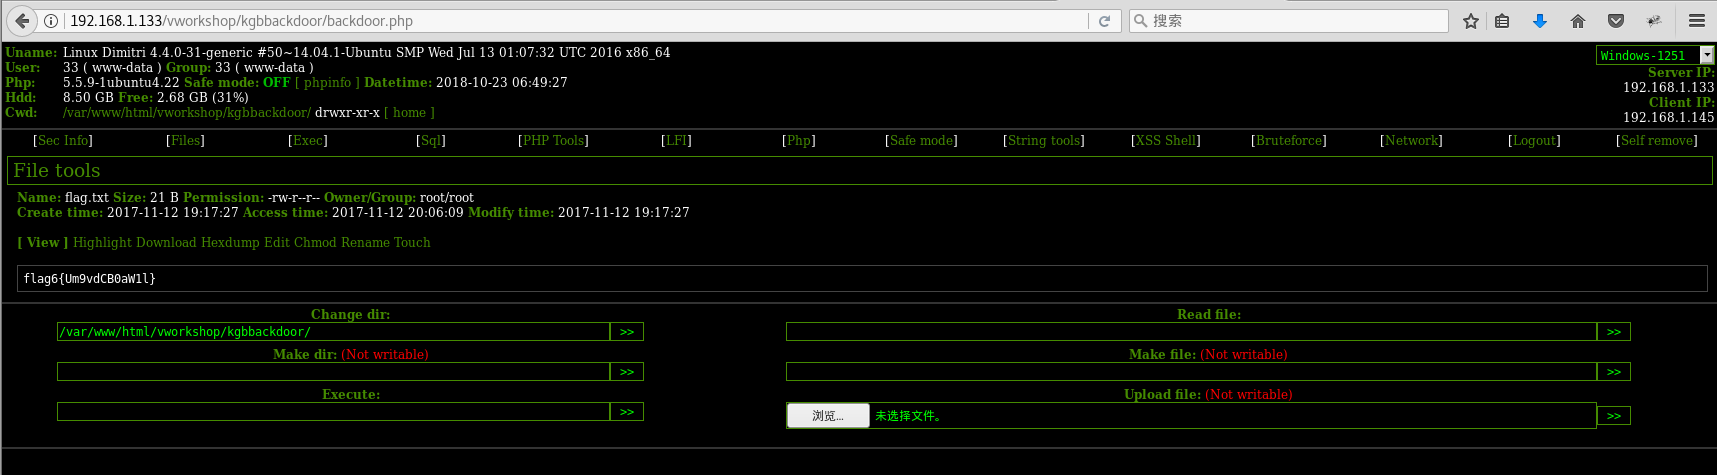 192.168.1.133/vworkshop/kgbbackdoor/backdoor.php
搜索
Uname: Linux Dimitri 4.4.0-31-generic #50~14.04.1-Ubuntu SMP Wed Jul 13 01:07:32 UTC 2016 x86_64
Windows-1251
User: 33 ( www-data ) Group: 33 ( www-data )
Server IP:
Php: 5.5.9-1ubuntu4.22 Safe mode: OFF [ phpinfo ] Datetime: 2018-10-23 06:49:27
192.168.1.133
Hdd: 8.50 GB Free: 2.68 GB (31%)
Client IP:
Cwd: /var/www/html/vworkshop/kgbbackdoor/ drwxr-xr-x [ home ]
192.168.1.145
[Sec Info] [Files] [Exec] [Sql] [PHP Tools] [LFI] [Php] [Safe mode] [String tools] [XSS Shell] [Bruteforce] [Network] [Logout] [Self remove]
File tools
Name: flag.txt Size: 21 B Permission: -rw-r--r-- Owner/Group: root/root
Create time: 2017-11-12 19:17:27 Access time: 2017-11-12 20:06:09 Modify time: 2017-11-12 19:17:27
[ View ] Highlight Download Hexdump Edit Chmod Rename Touch
flag6{Um9vdCB0aW1l}
Change dir: Read file:
/var/www/html/vworkshop/kgbbackdoor/ >> >>
Make dir: (Not writable) Make file: (Not writable)
>> >>
Execute: Upload file: (Not writable)
>> 浏览… 未选择文件。 >>